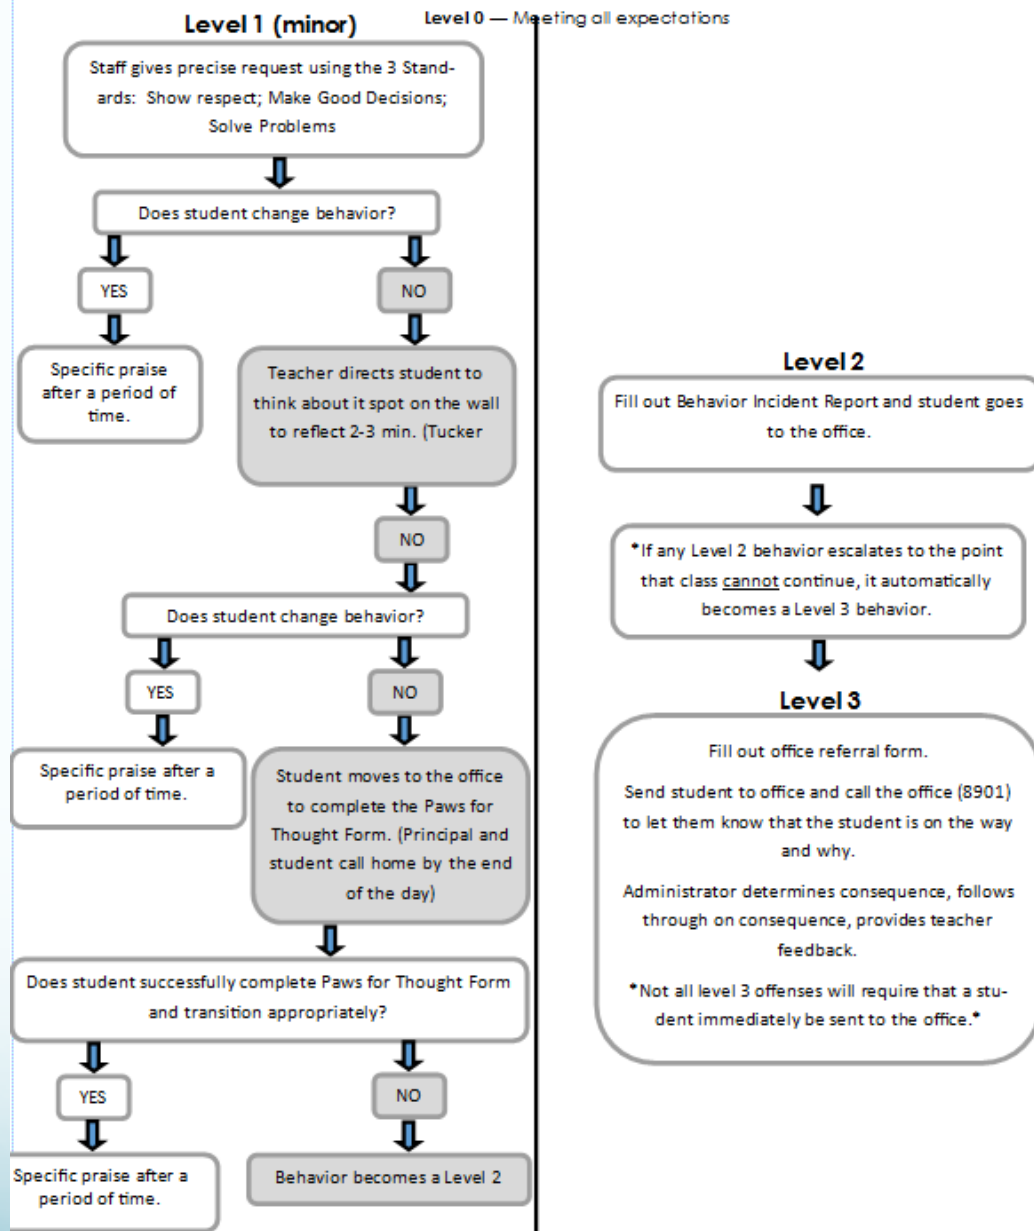 Level 0 — Meeting all expectations
Level 1 (minor)
Staff gives precise request using the 3 Stand-
ards: Show respect; Make Good Decisions;
Solve Problems
Does student change behavior?
YES
NO
Specific praise
after a period of
time.
Teacher directs student to
think about it spot on the wall
to reflect 2-3 min. (Tucker
NO
Does student change behavior?
YES
NO
Specific praise after a
period of time.
Student moves to the office
to complete the Paws for
Thought Form. (Principal and
student call home by the end
of the day)
Does student successfully complete Paws for Thought Form
and transition appropriately?
YES
NO
Specific praise after a
period of time.
Behavior becomes a Level 2
Level 2
Fill out Behavior Incident Report and student goes
to the office.
*If any Level 2 behavior escalates to the point
that class cannot continue, it automatically
becomes a Level 3 behavior.
Level 3
Fill out office referral form.
Send student to office and call the office (8901)
to let them know that the student is on the way
and why.
Administrator determines consequence, follows
through on consequence, provides teacher
feedback.
*Not all level 3 offenses will require that a stu-
dent immediately be sent to the office.*